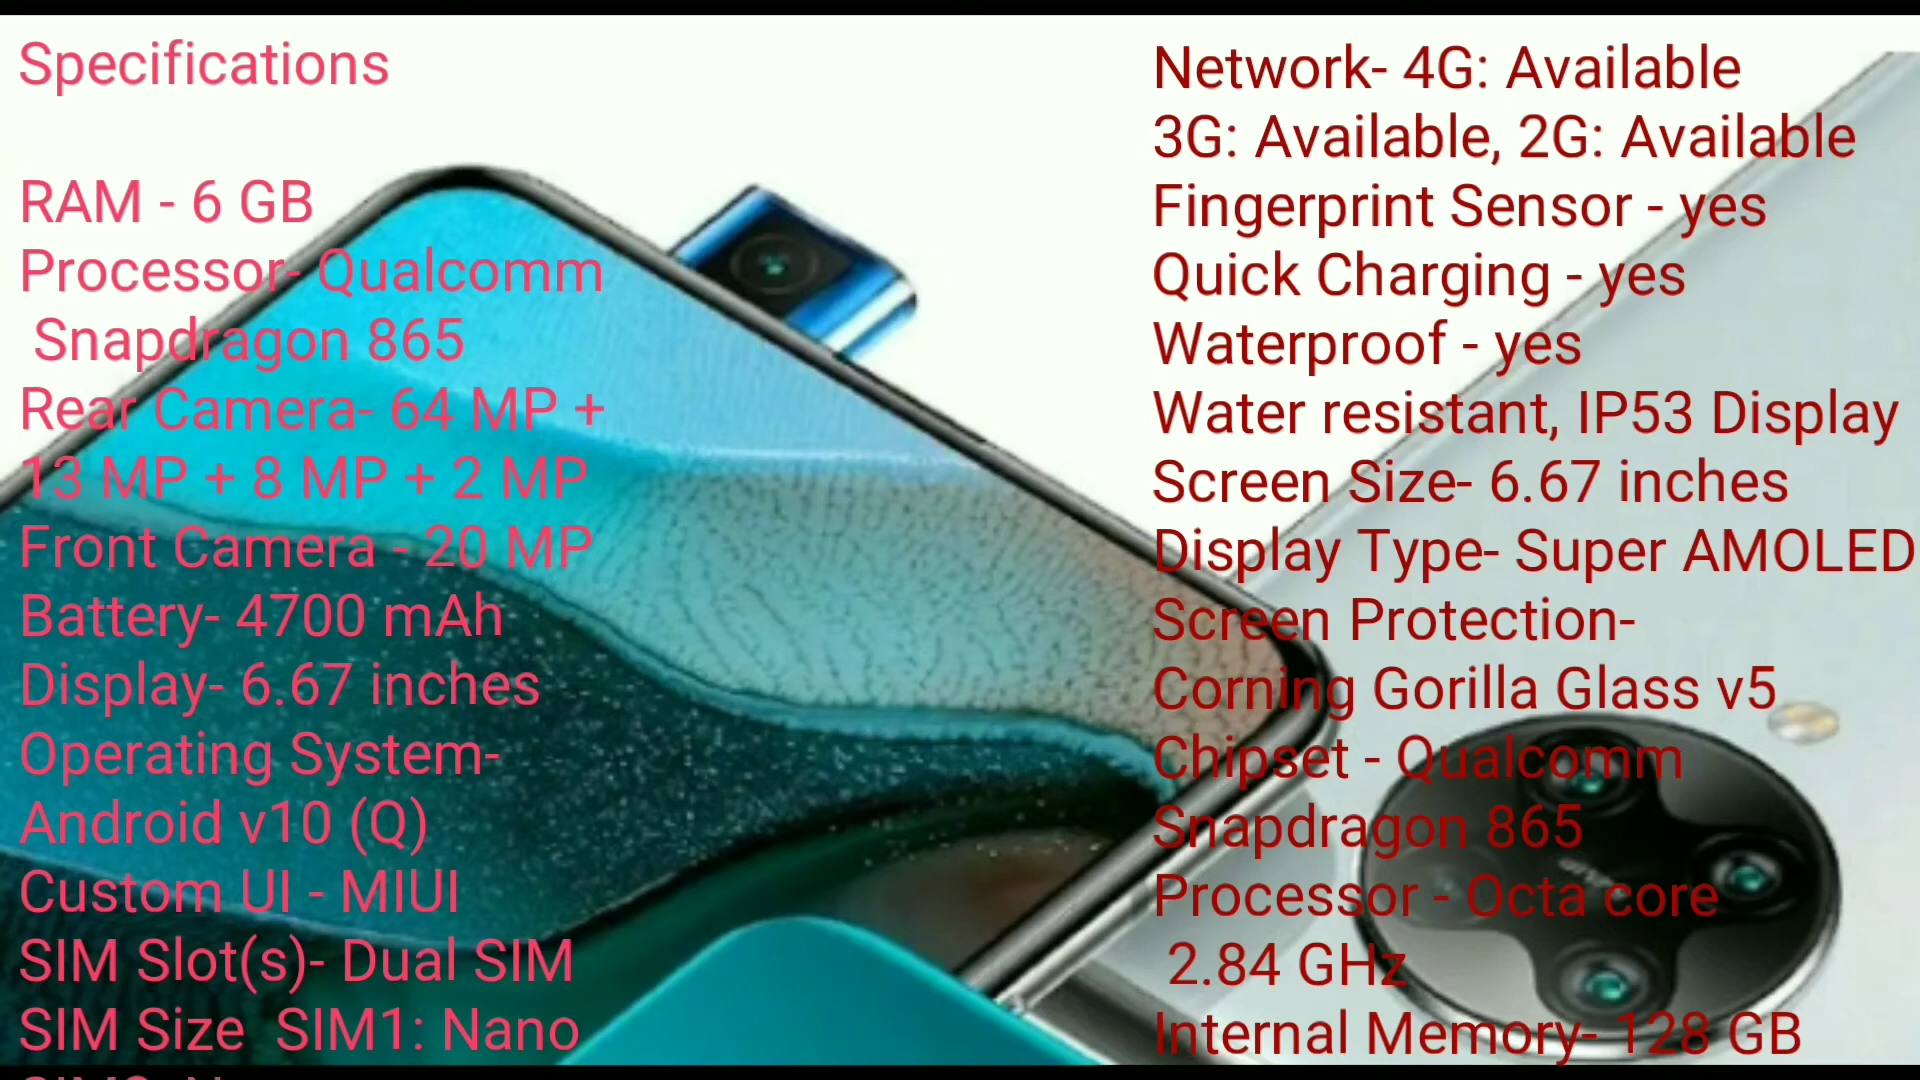 Specifications
RAM - 6 GB
Processor- Qualcomm
Snapdragon 865
Rear Camera- 64 MP +
13 MP + 8 MP + 2 MP
Front Camera - 20 MP
Battery- 4700 mAh
Display- 6.67 inches
Operating System-
Android v10 (Q)
Custom UI - MIUI
SIM Slot(s)- Dual SIM
SIM Size  SIM1: Nano
Network- 4G: Available
3G: Available, 2G: Available
Fingerprint Sensor - yes
Quick Charging - yes
Waterproof - yes
Water resistant, IP53 Display
Screen Size- 6.67 inches
Display Type- Super AMOLED
Screen Protection-
Corning Gorilla Glass v5
Chipset - Qualcomm
Snapdragon 865
Processor - Octa core
2.84 GHz
Internal Memory- 128 GB